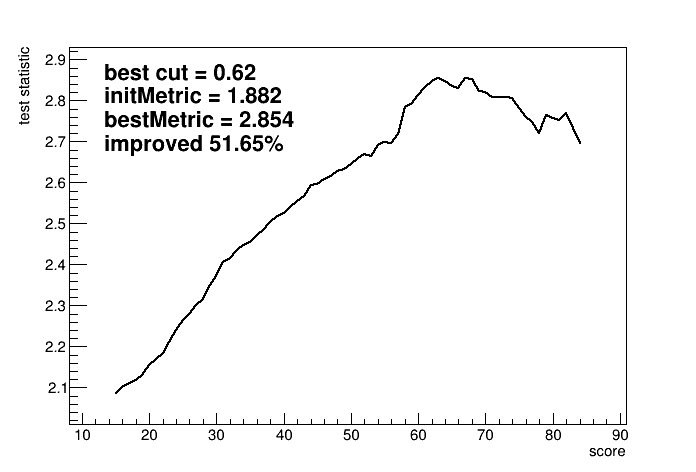 test statistic
2.9
2.8
2.7
2.6
2.5
2.4
2.3
2.2
2.1
best cut = 0.62
initMetric = 1.882
bestMetric = 2.854
improved 51.65%
10 20 30 40 50 60 70 80 90
score